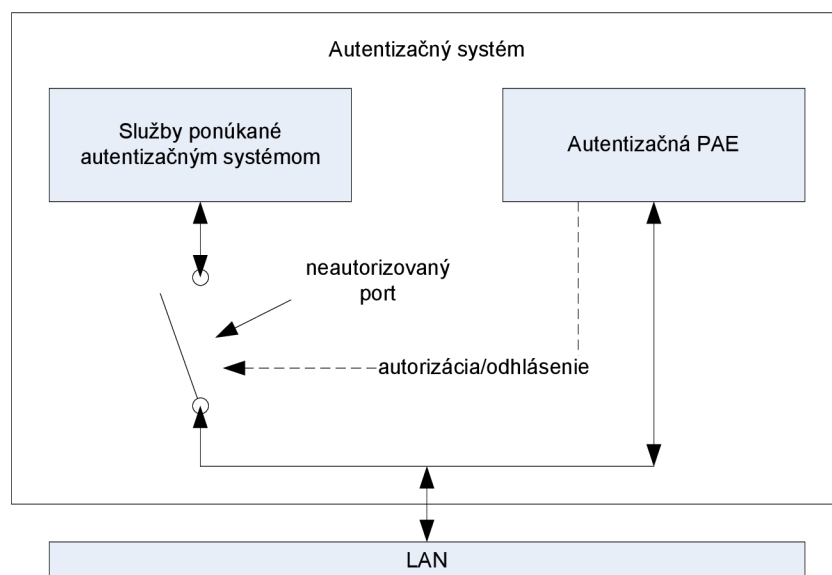 Autentizačný systém
Služby ponúkané
autentizačným systémom
Autentizačná PAE
neautorizovaný
port
autorizácia/odhlásenie
LAN